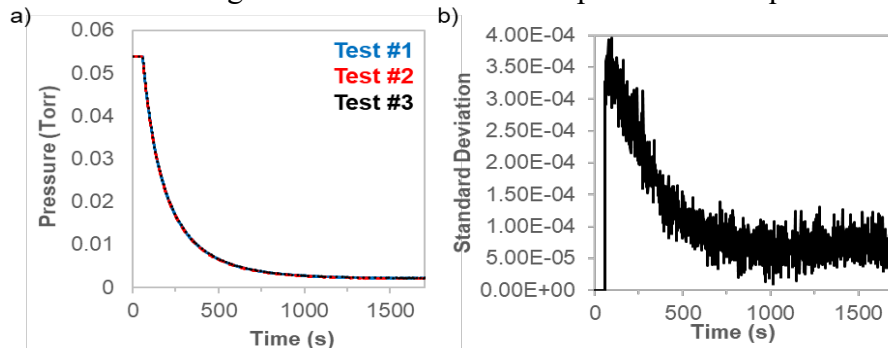 a)
Pressure (Torr)
0.06
0.05
0.04
0.03
0.02
0.01
0
Test #1
Test #2
Test #3
0
500
1000
1500
Time (s)
b)
Standard Deviation
4.00E-04
3.50E-04
3.00E-04
2.50E-04
2.00E-04
1.50E-04
1.00E-04
5.00E-05
0.00E+00
0
500
1000
1500
Time (s)